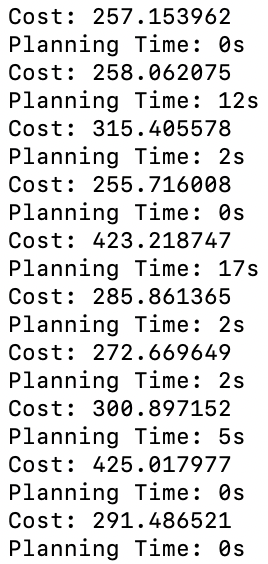 Cost: 257.153962
Planning Time: 0s
Cost: 258.062075
Planning Time: 12s
Cost: 315.405578
Planning Time: 2s
Cost: 255.716008
Planning Time: 0s
Cost: 423.218747
Planning Time: 17s
Cost: 285.861365
Planning Time: 2s
Cost: 272.669649
Planning Time: 2s
Cost: 300.897152
Planning Time: 5s
Cost: 425.017977
Planning Time: 0s
Cost: 291.486521
Planning Time: 0s